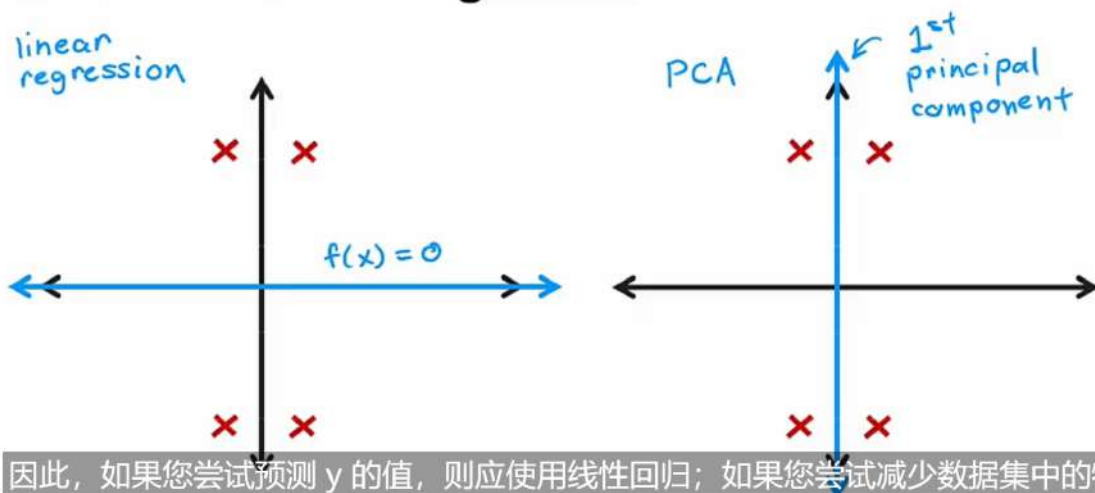 linear
regression
f(x) = 0
PCA
1st
principal
component
因此，如果您尝试预测 y 的值，则应使用线性回归；如果您尝试减少数据集中的